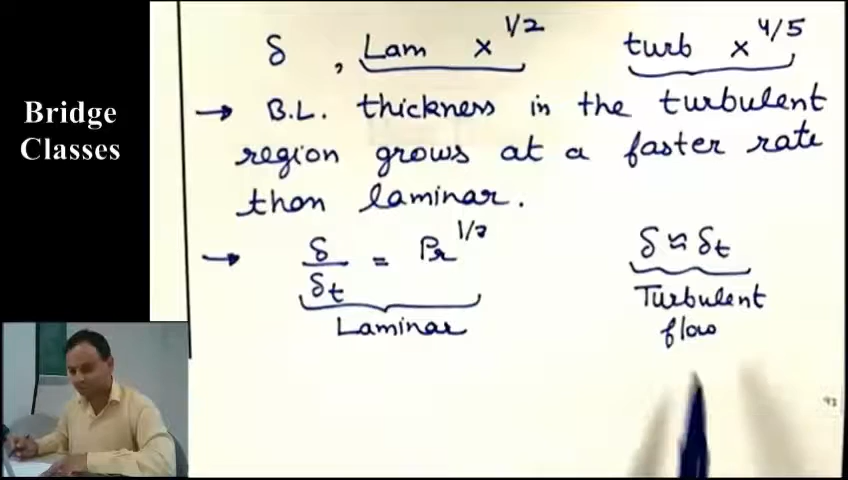 Bridge
Classes
δ , Lam x^1/2 turb x^4/5
→ B.L. thickness in the turbulent
region grows at a faster rate
than laminar.
→ δ/δt = Pr^1/3 δ ≈ δt
Laminar Turbulent
flow